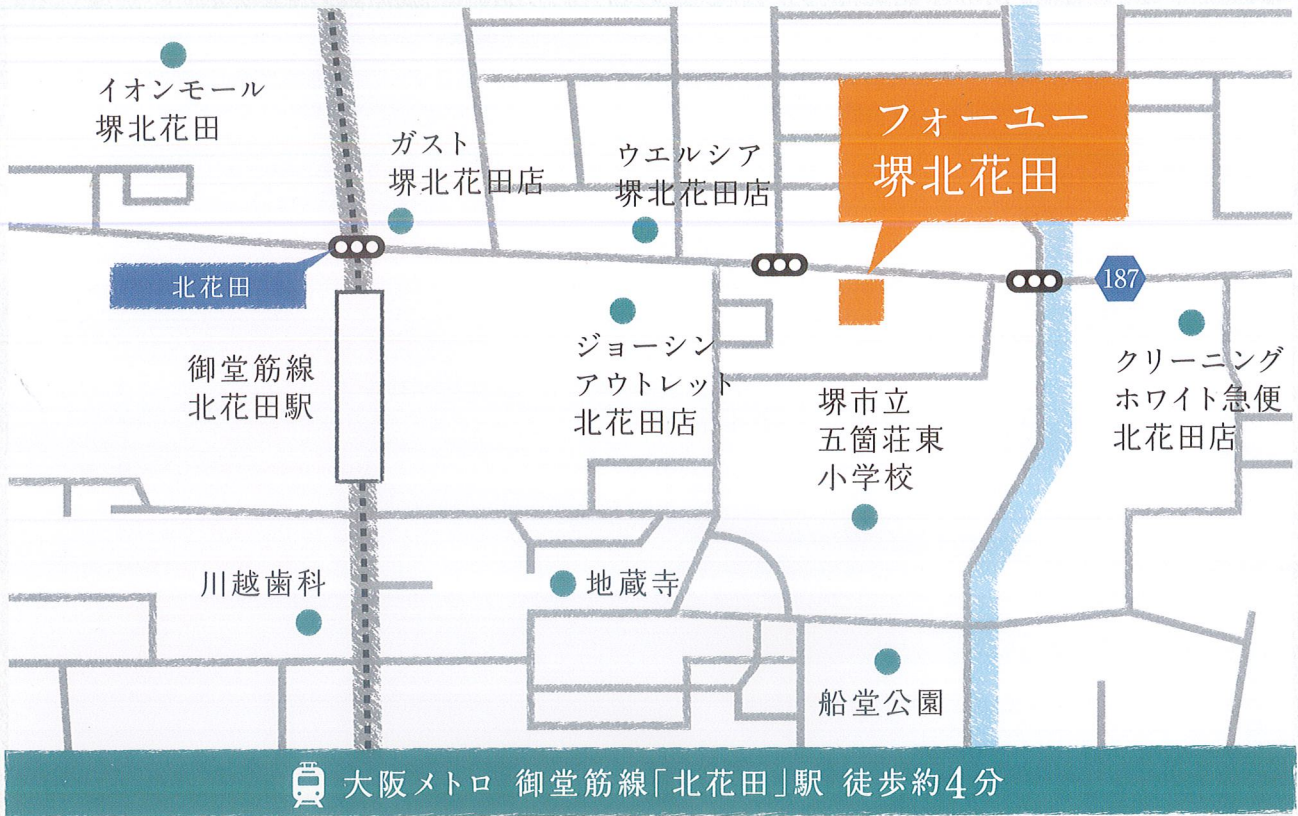 イオンモール
堺北花田
ガスト
堺北花田店
ウエルシア
堺北花田店
フォーユー
堺北花田
北花田
187
御堂筋線
北花田駅
ジョーシン
アウトレット
北花田店
堺市立
五箇荘東
小学校
クリーニング
ホワイト急便
北花田店
川越歯科
地蔵寺
船堂公園
大阪メトロ 御堂筋線「北花田」駅 徒歩約4分